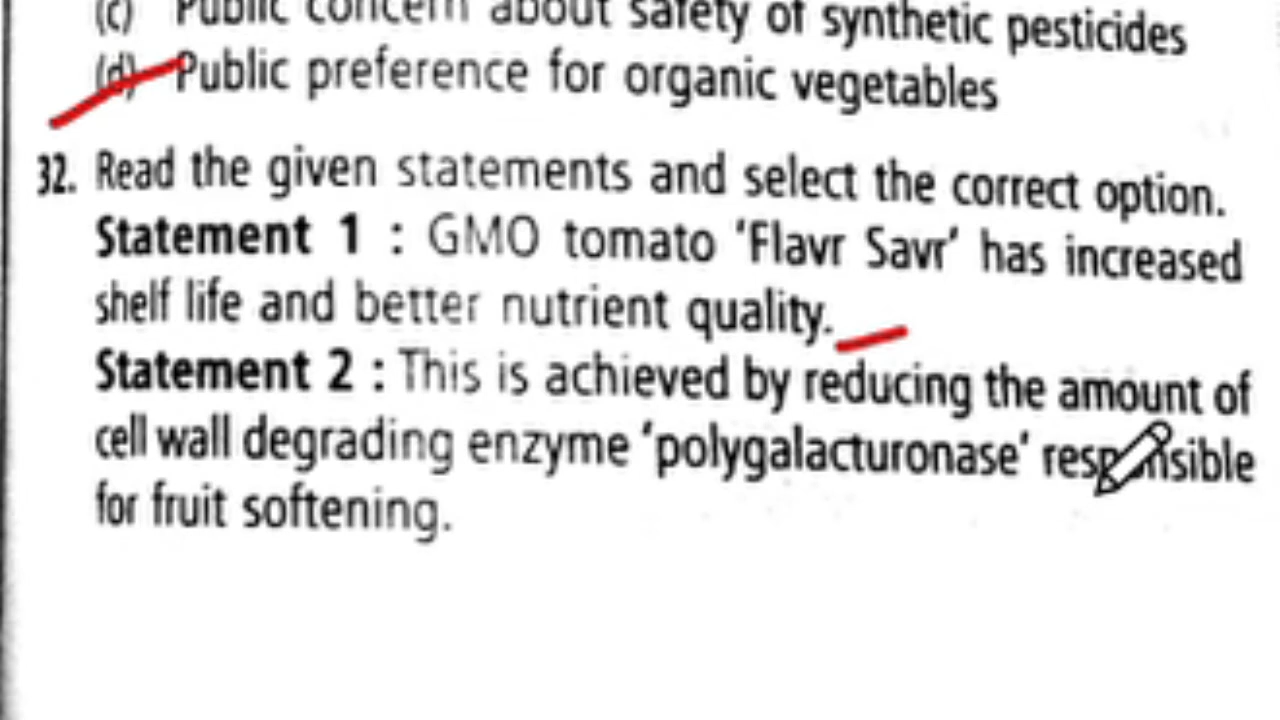 (c) Public concern about safety of synthetic pesticides
(d) Public preference for organic vegetables
32. Read the given statements and select the correct option.
Statement 1 : GMO tomato ‘Flavr Savr’ has increased
shelf life and better nutrient quality.
Statement 2 : This is achieved by reducing the amount of
cell wall degrading enzyme ‘polygalacturonase’ responsible
for fruit softening.